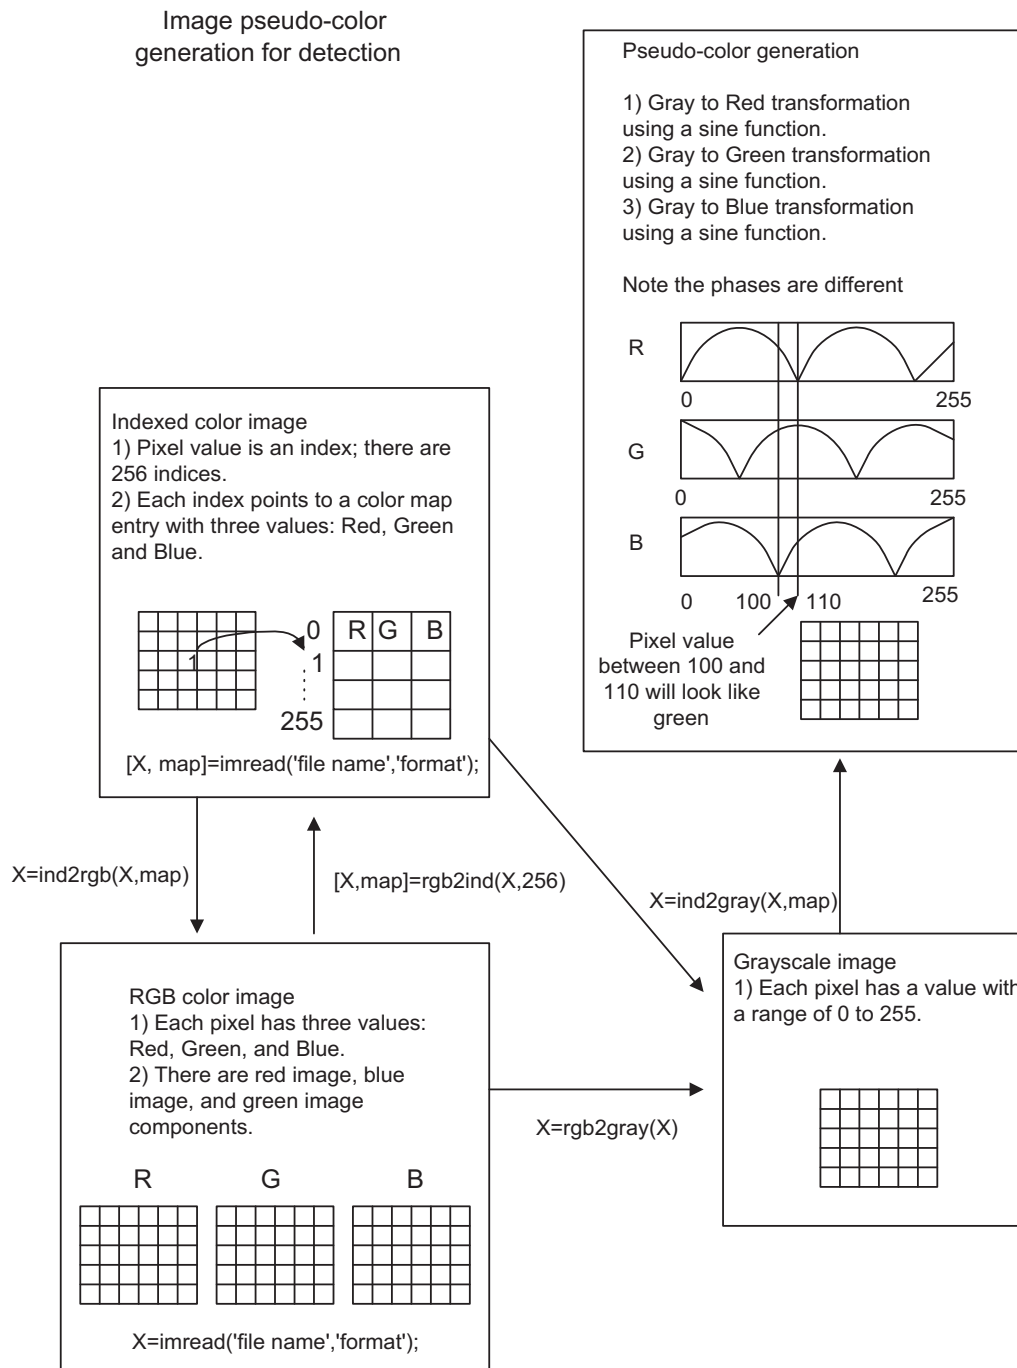 Image pseudo-color
generation for detection
Pseudo-color generation
1) Gray to Red transformation
using a sine function.
2) Gray to Green transformation
using a sine function.
3) Gray to Blue transformation
using a sine function.
Note the phases are different
R
0 255
G
0 255
B
0 100 110 255
Pixel value
between 100 and
110 will look like
green
Indexed color image
1) Pixel value is an index; there are
256 indices.
2) Each index points to a color map
entry with three values: Red, Green
and Blue.
0 R G B
1 1
255
[X, map]=imread('file name','format');
X=ind2rgb(X,map)
[X,map]=rgb2ind(X,256)
X=ind2gray(X,map)
RGB color image
1) Each pixel has three values:
Red, Green, and Blue.
2) There are red image, blue
image, and green image
components.
R G B
X=imread('file name','format');
X=rgb2gray(X)
Grayscale image
1) Each pixel has a value with
a range of 0 to 255.